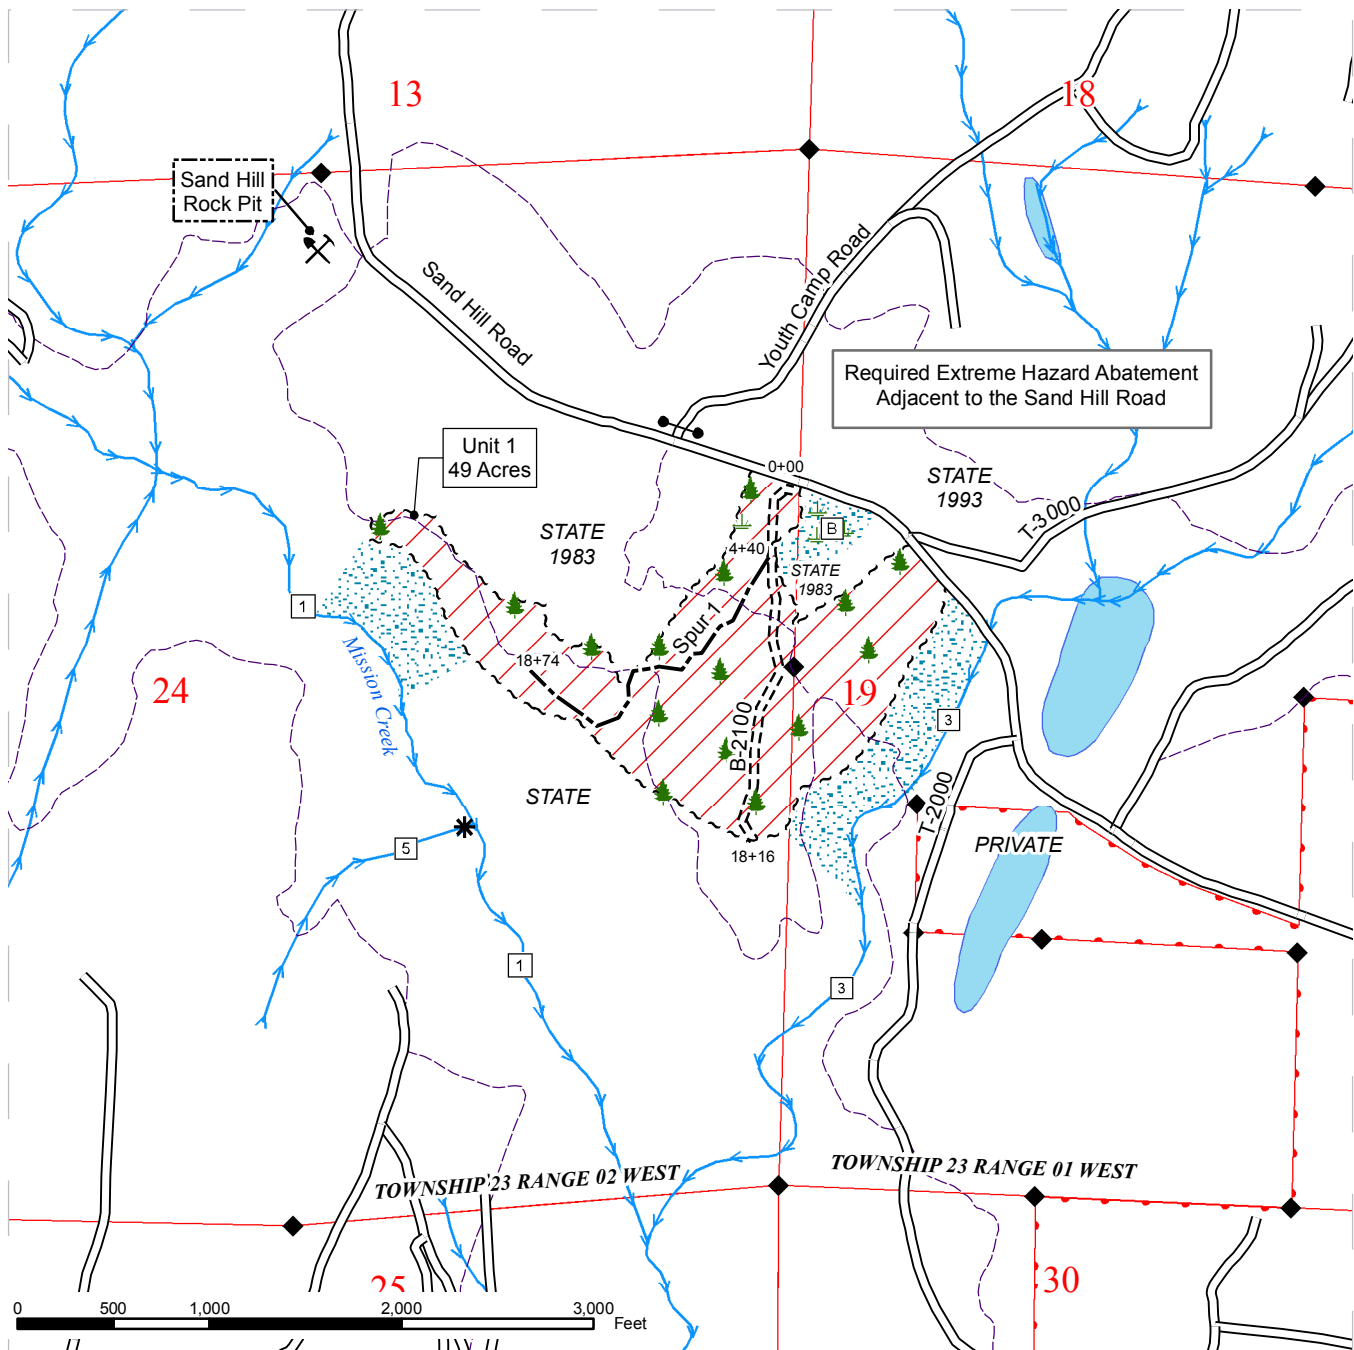 13
18
Sand Hill
Rock Pit
Sand Hill Road
Youth Camp Road
Required Extreme Hazard Abatement
Adjacent to the Sand Hill Road
Unit 1
49 Acres
0+00
STATE
1993
T-3000
STATE
1983
B
4+40
STATE
1983
1
Spur 1
Mission Creek
18+74
24
19
3
B-2100
STATE
T-2000
5
18+16
PRIVATE
1
3
TOWNSHIP 23 RANGE 02 WEST
TOWNSHIP 23 RANGE 01 WEST
25
30
0 500 1,000 2,000 3,000
Feet